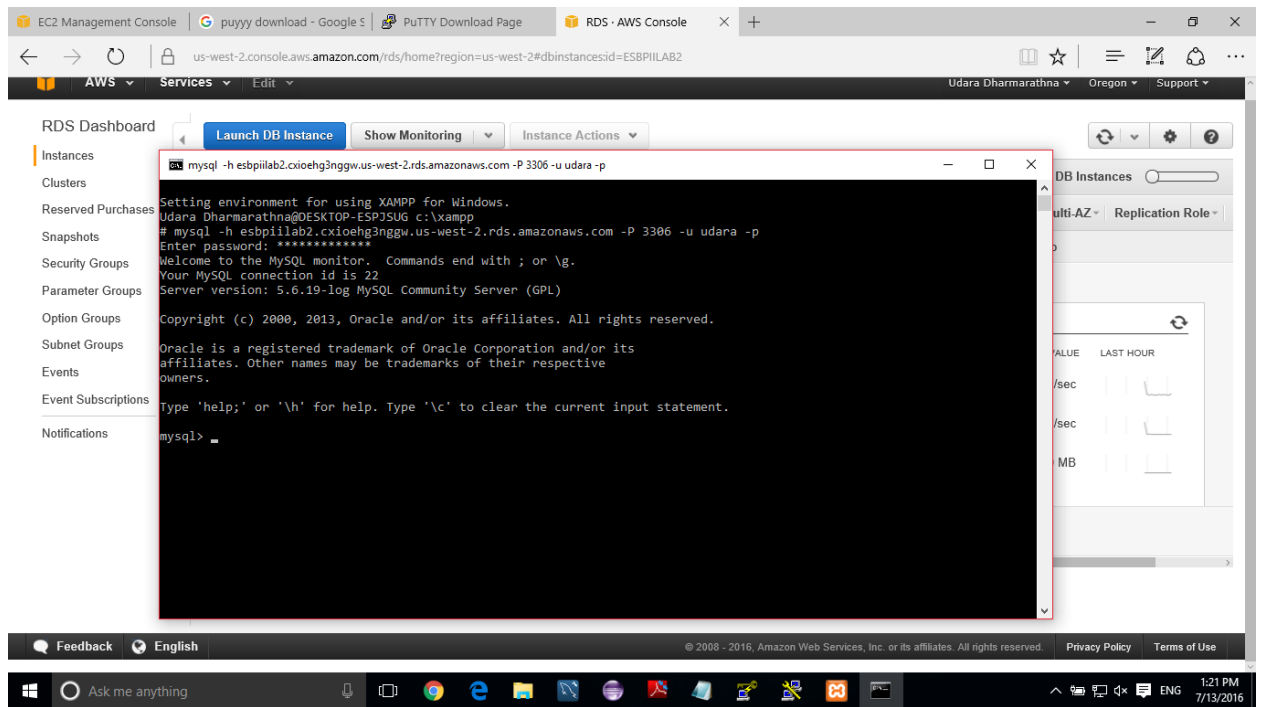 EC2 Management Console
puyyy download - Google S
PuTTY Download Page
RDS · AWS Console
us-west-2.console.aws.amazon.com/rds/home?region=us-west-2#dbinstances:id=ESBPIILAB2
AWS Services Edit Udara Dharmarathna Oregon Support
RDS Dashboard
Instances
Clusters
Reserved Purchases
Snapshots
Security Groups
Parameter Groups
Option Groups
Subnet Groups
Events
Event Subscriptions
Notifications
Launch DB Instance Show Monitoring Instance Actions
DB Instances
ulti-AZ Replication Role
mysql -h esbpiilab2.cxioehg3nggw.us-west-2.rds.amazonaws.com -P 3306 -u udara -p
Setting environment for using XAMPP for Windows.
Udara Dharmarathna@DESKTOP-ESPJSUG c:\xampp
# mysql -h esbpiilab2.cxioehg3nggw.us-west-2.rds.amazonaws.com -P 3306 -u udara -p
Enter password: *************
Welcome to the MySQL monitor.  Commands end with ; or \g.
Your MySQL connection id is 22
Server version: 5.6.19-log MySQL Community Server (GPL)
Copyright (c) 2000, 2013, Oracle and/or its affiliates. All rights reserved.
Oracle is a registered trademark of Oracle Corporation and/or its
affiliates. Other names may be trademarks of their respective
owners.
Type 'help;' or '\h' for help. Type '\c' to clear the current input statement.
mysql> _
VALUE LAST HOUR
/sec
/sec
MB
Feedback English © 2008 - 2016, Amazon Web Services, Inc. or its affiliates. All rights reserved. Privacy Policy Terms of Use
Ask me anything
ENG
1:21 PM
7/13/2016